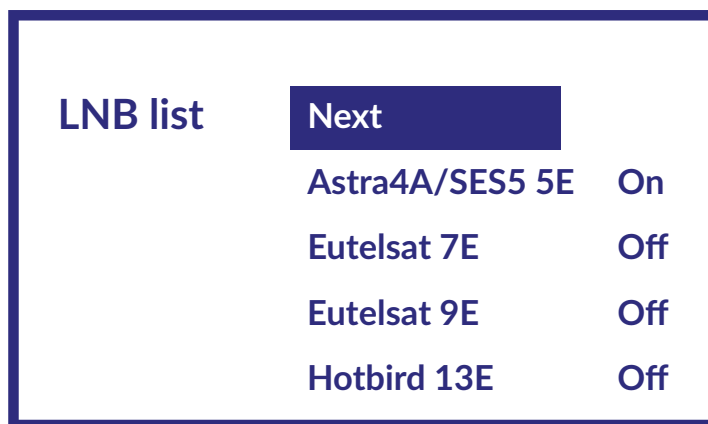 LNB list
Next
Astra4A/SES5 5E On
Eutelsat 7E Off
Eutelsat 9E Off
Hotbird 13E Off